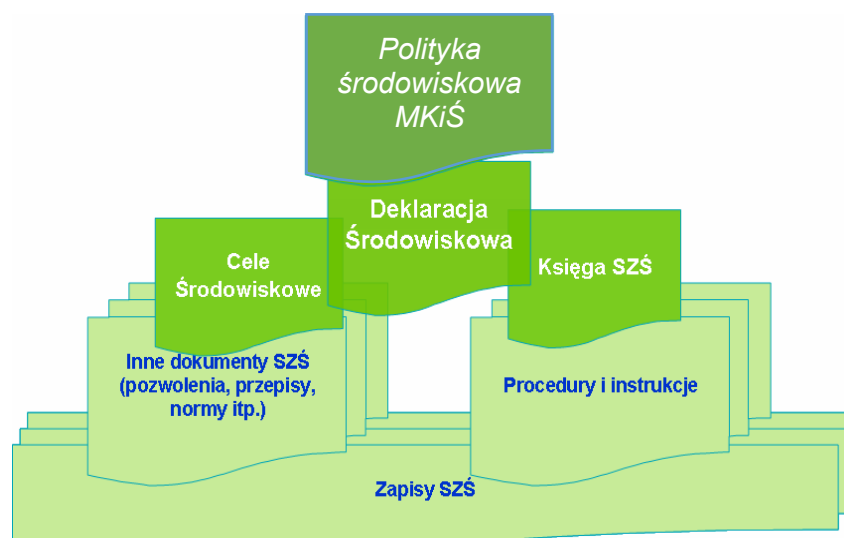 Polityka
środowiskowa
MKiŚ
Deklaracja
Środowiskowa
Cele
Środowiskowe
Księga SZŚ
Inne dokumenty SZŚ
(pozwolenia, przepisy,
normy itp.)
Procedury i instrukcje
Zapisy SZŚ